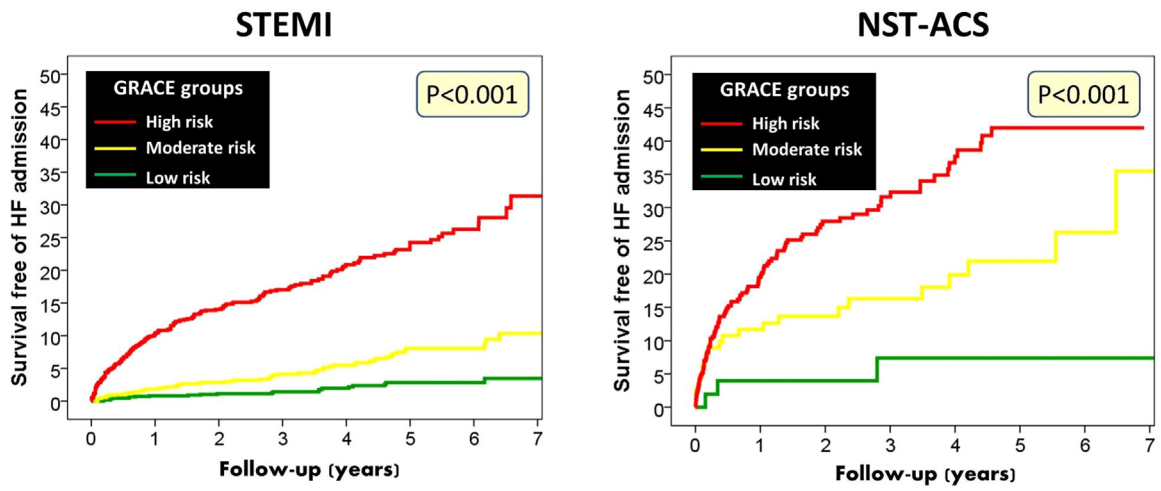 STEMI
Survival free of HF admission
50
45
40
35
30
25
20
15
10
5
0
GRACE groups
High risk
Moderate risk
Low risk
P<0.001
0 1 2 3 4 5 6 7
Follow-up (years)
NST-ACS
Survival free of HF admission
50
45
40
35
30
25
20
15
10
5
0
GRACE groups
High risk
Moderate risk
Low risk
P<0.001
0 1 2 3 4 5 6 7
Follow-up (years)